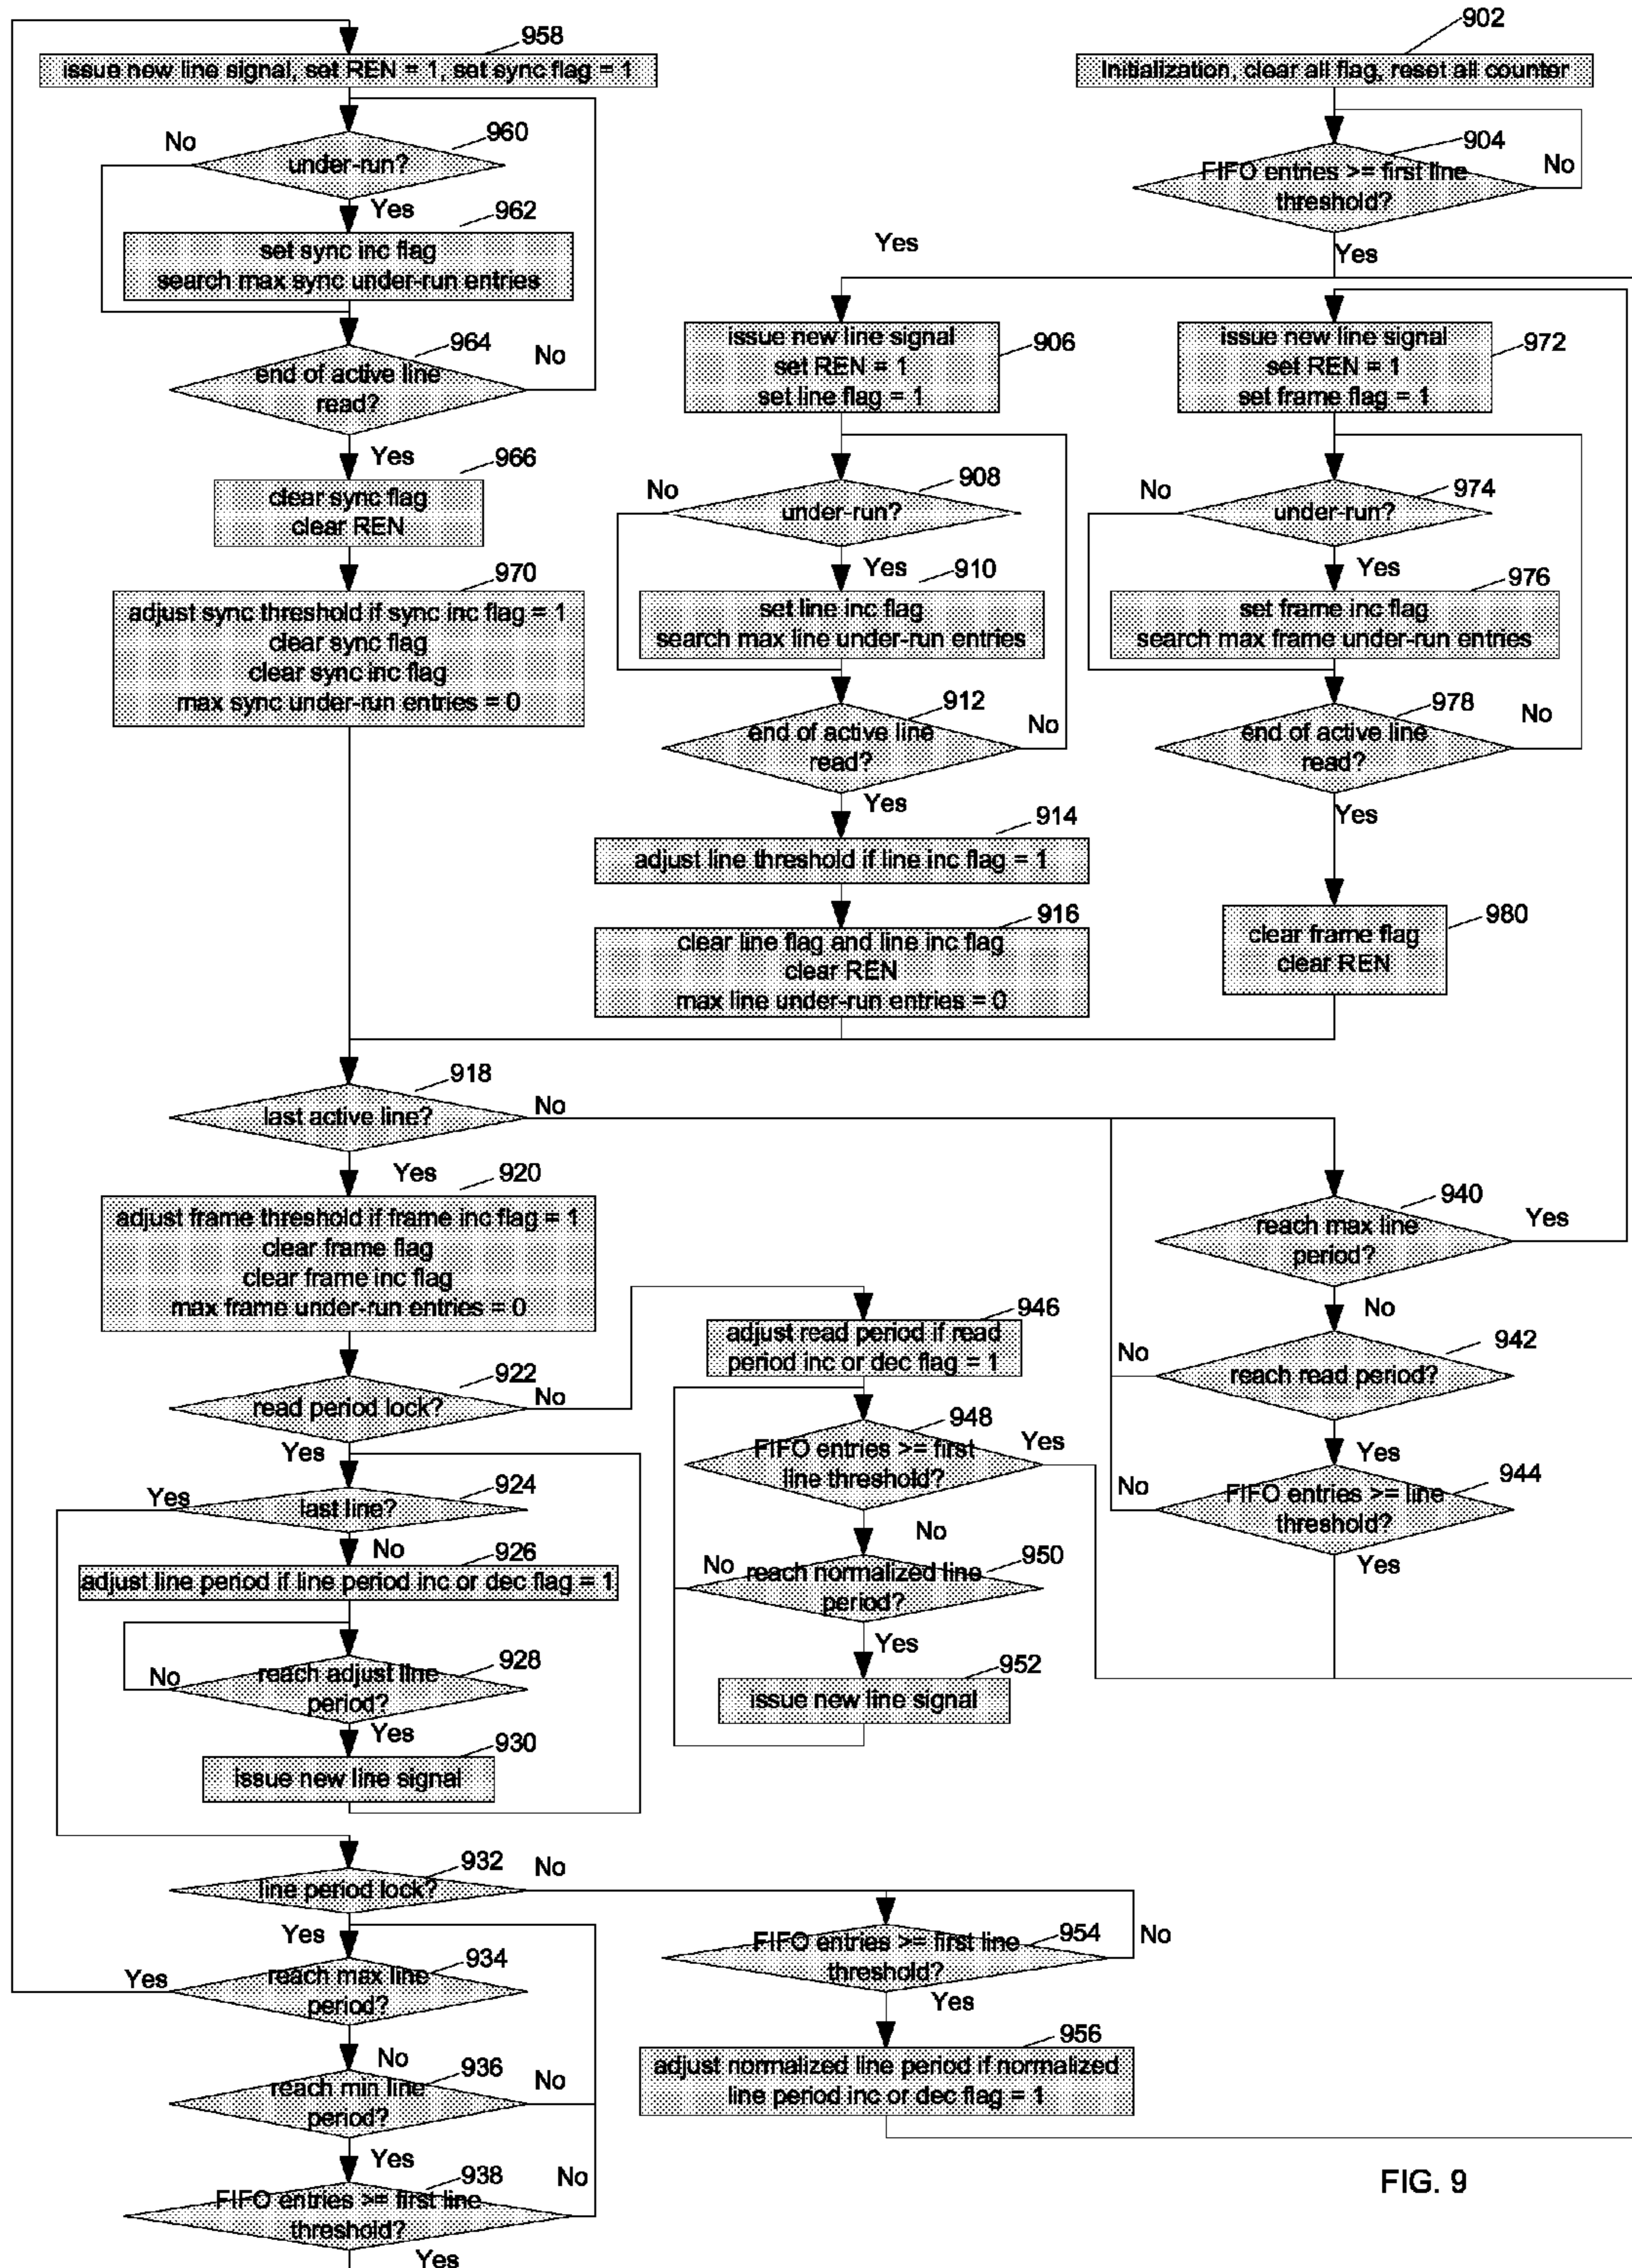 902
Initialization, clear all flag, reset all counter
904
FIFO entries >= first line
threshold?
No
Yes
Yes
958
issue new line signal, set REN = 1, set sync flag = 1
960
No
under-run?
Yes
962
set sync inc flag
search max sync under-run entries
964
No
end of active line
read?
Yes
966
clear sync flag
clear REN
970
adjust sync threshold if sync inc flag = 1
clear sync flag
clear sync inc flag
max sync under-run entries = 0
906
issue new line signal
set REN = 1
set line flag = 1
908
No
under-run?
Yes
910
set line inc flag
search max line under-run entries
912
No
end of active line
read?
Yes
914
adjust line threshold if line inc flag = 1
916
clear line flag and line inc flag
clear REN
max line under-run entries = 0
972
issue new line signal
set REN = 1
set frame flag = 1
974
No
under-run?
Yes
976
set frame inc flag
search max frame under-run entries
978
No
end of active line
read?
Yes
980
clear frame flag
clear REN
918
last active line?
No
Yes
920
adjust frame threshold if frame inc flag = 1
clear frame flag
clear frame inc flag
max frame under-run entries = 0
922
read period lock?
No
Yes
924
Yes
last line?
No
926
adjust line period if line period inc or dec flag = 1
928
No
reach adjust line
period?
Yes
930
issue new line signal
932
No
line period lock?
Yes
934
Yes
reach max line
period?
No
936
reach min line
period?
No
Yes
938
No
FIFO entries >= first line
threshold?
Yes
940
reach max line
period?
Yes
No
942
No
reach read period?
Yes
944
No
FIFO entries >= line
threshold?
Yes
946
adjust read period if read
period inc or dec flag = 1
948
FIFO entries >= first
line threshold?
Yes
No
950
No
reach normalized line
period?
Yes
952
issue new line signal
954
FIFO entries >= first line
threshold?
No
Yes
956
adjust normalized line period if normalized
line period inc or dec flag = 1
FIG. 9